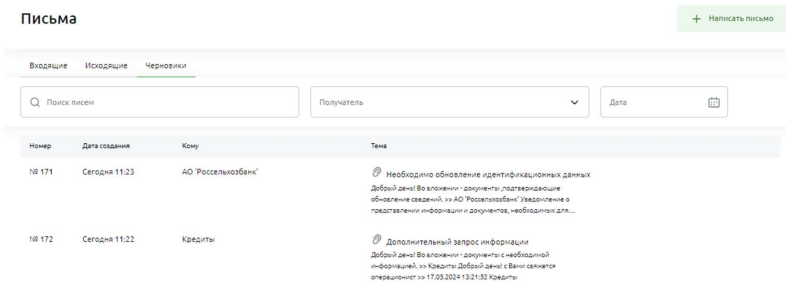 Письма
+ Написать письмо
Входящие Исходящие Черновики
Поиск писем Получатель Дата
Номер Дата создания Кому Тема
№ 171 Сегодня 11:23 АО "Россельхозбанк" Необходимо обновление идентификационных данных
Добрый день! Во вложении - документы ,подтверждающие
обновление сведений. >> АО "Россельхозбанк" Уведомление о
представлении информации и документов, необходимых для...
№ 172 Сегодня 11:22 Кредиты Дополнительный запрос информации
Добрый день! Во вложении - документы с необходимой
информацией. >> Кредиты Добрый день! с Вами свяжется
операционист >> 17.05.2024 13:21:52 Кредиты